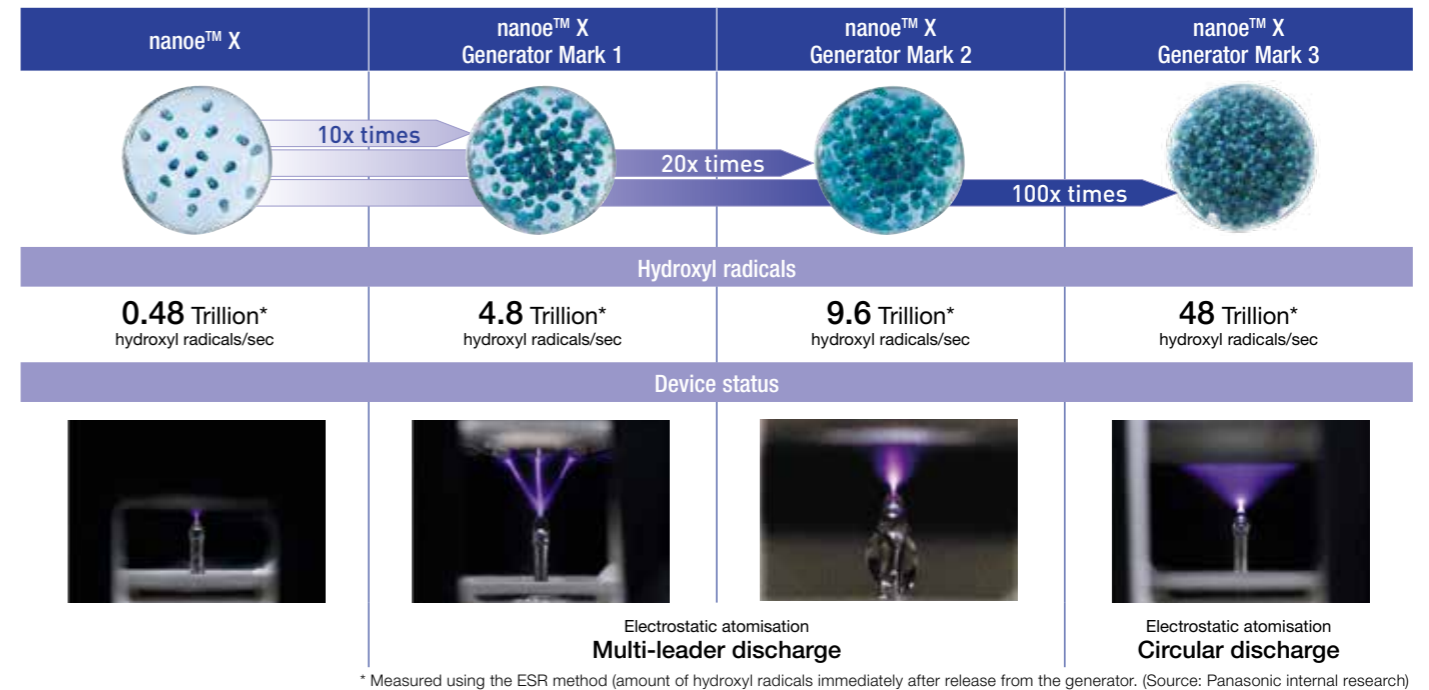 nanoe™ X
nanoe™ X
Generator Mark 1
nanoe™ X
Generator Mark 2
nanoe™ X
Generator Mark 3
10x times
20x times
100x times
Hydroxyl radicals
0.48 Trillion*
hydroxyl radicals/sec
4.8 Trillion*
hydroxyl radicals/sec
9.6 Trillion*
hydroxyl radicals/sec
48 Trillion*
hydroxyl radicals/sec
Device status
Electrostatic atomisation
Multi-leader discharge
Electrostatic atomisation
Circular discharge
* Measured using the ESR method (amount of hydroxyl radicals immediately after release from the generator. (Source: Panasonic internal research)